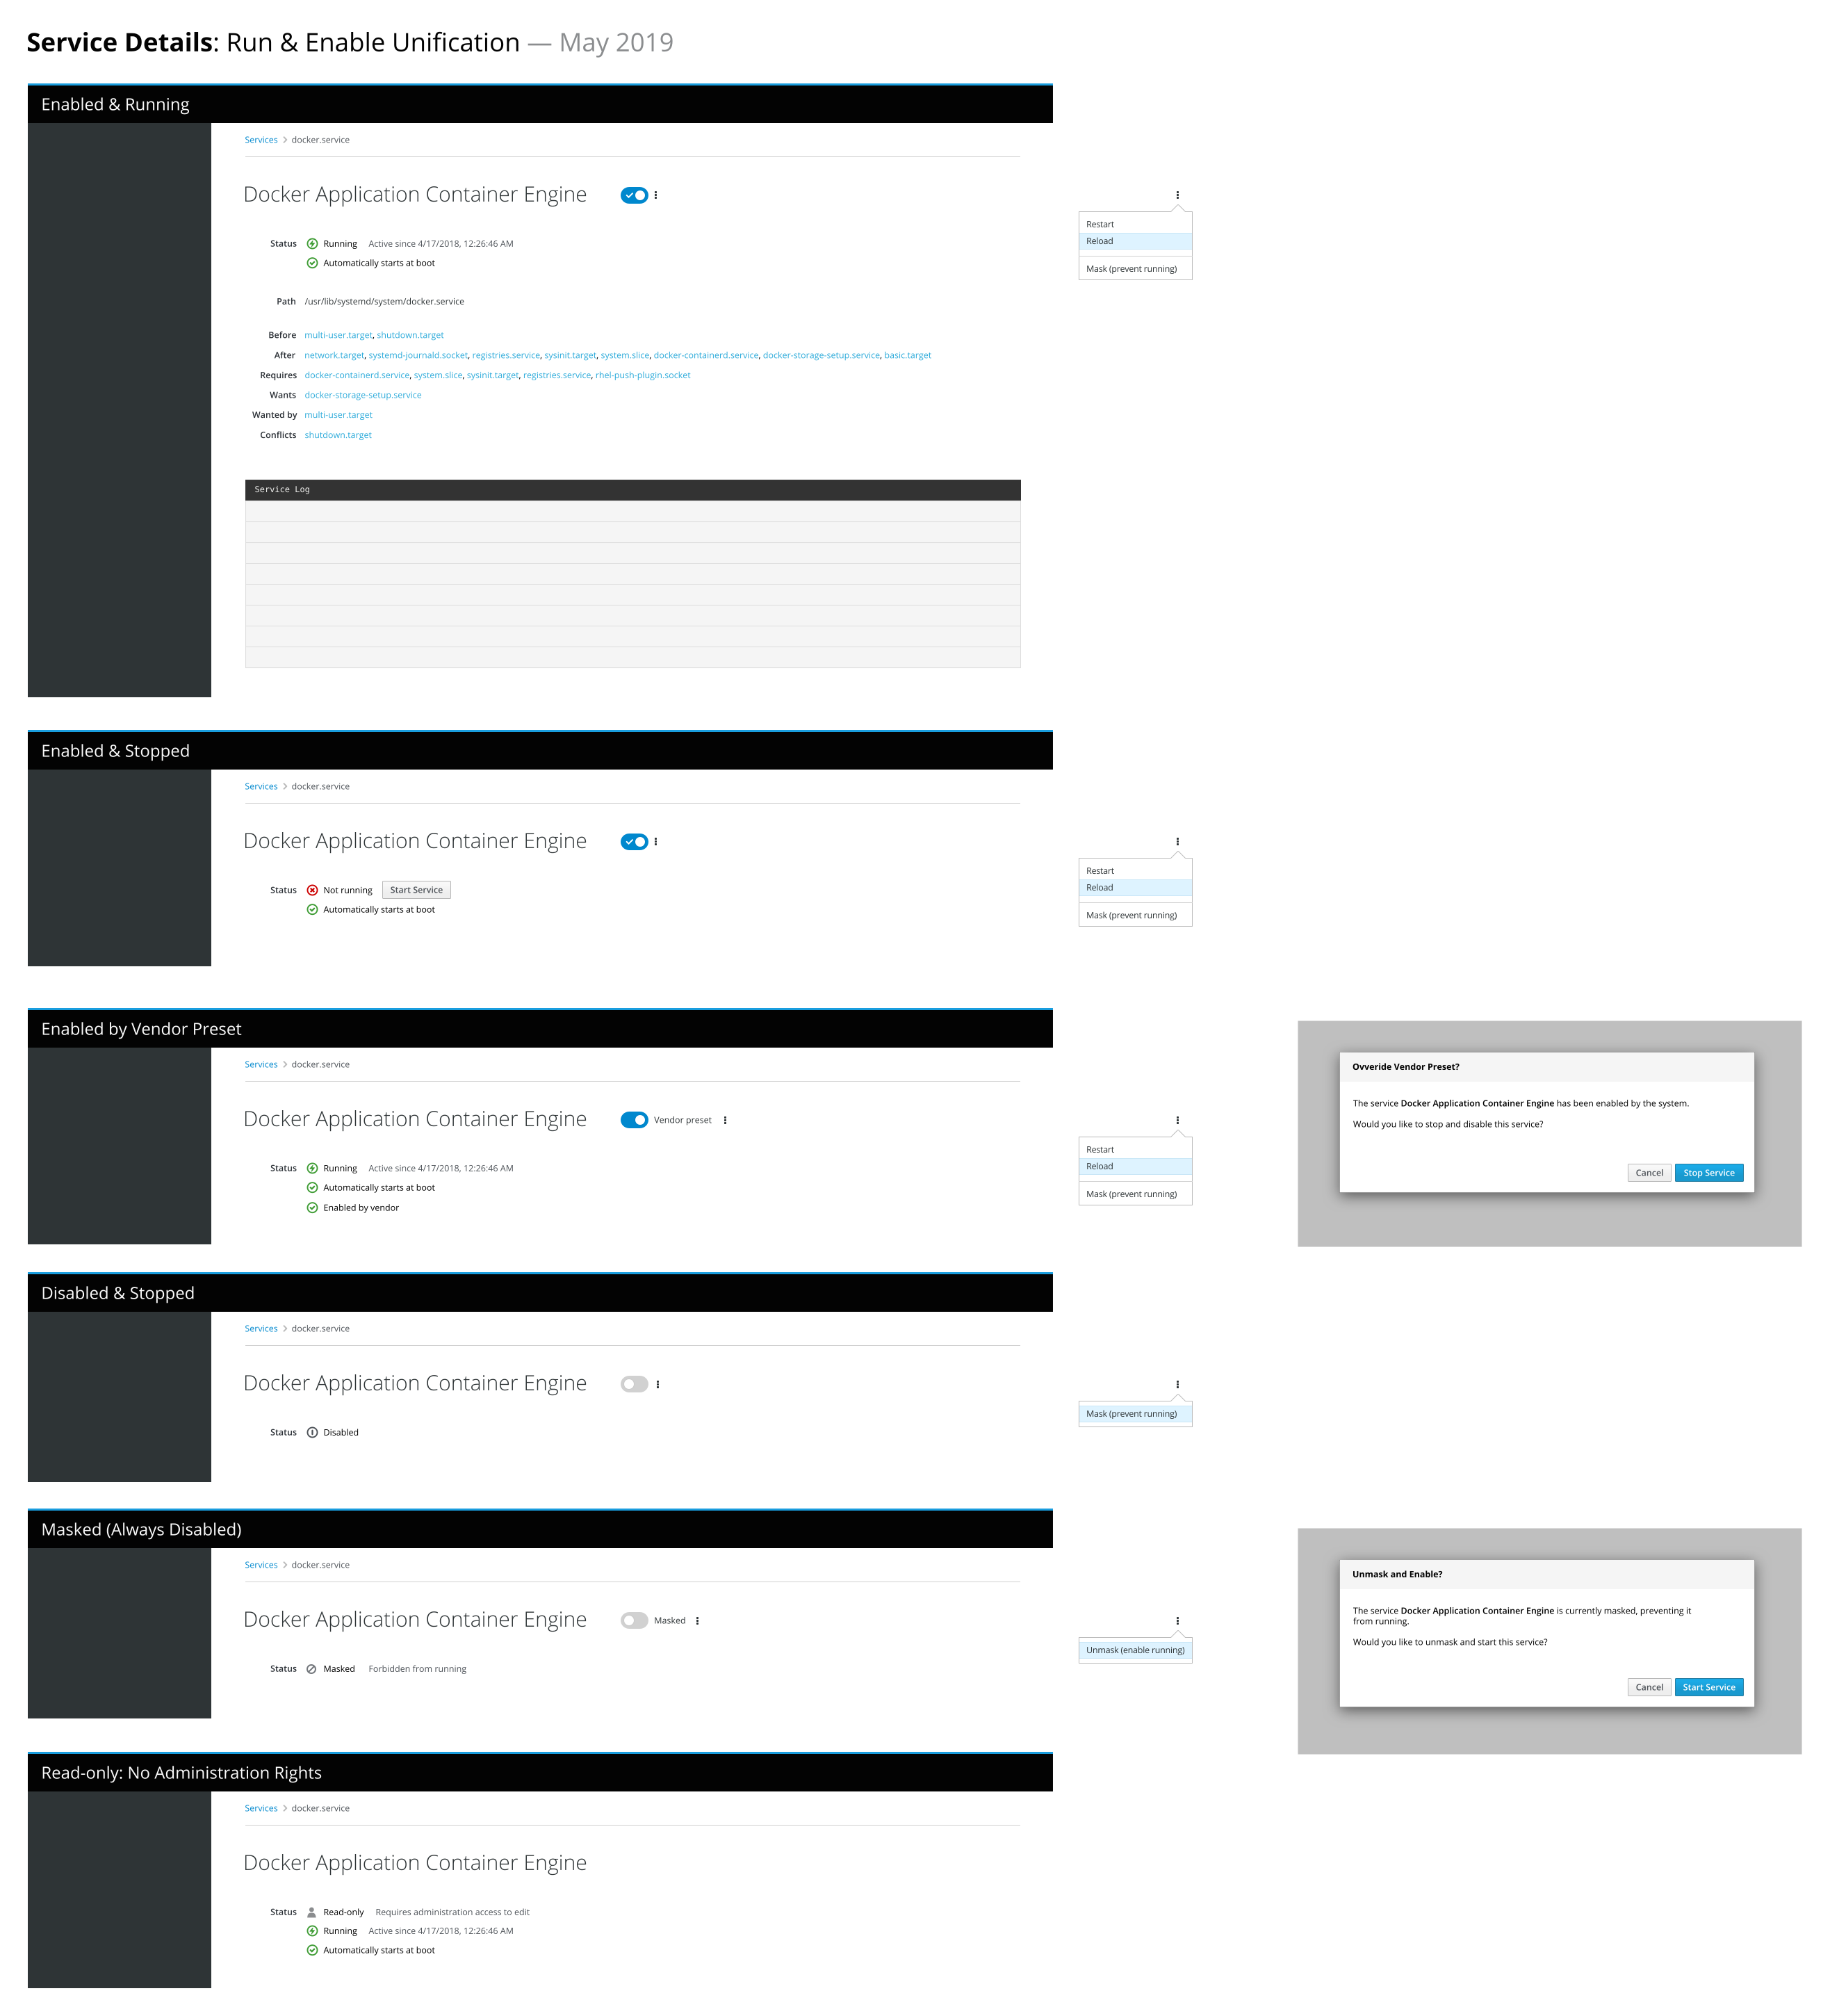 Service Details: Run & Enable Unification — May 2019
Enabled & Running
Services > docker.service
Docker Application Container Engine
Status Running Active since 4/17/2018, 12:26:46 AM
Automatically starts at boot
Path /usr/lib/systemd/system/docker.service
Before multi-user.target, shutdown.target
After network.target, systemd-journald.socket, registries.service, sysinit.target, system.slice, docker-containerd.service, docker-storage-setup.service, basic.target
Requires docker-containerd.service, system.slice, sysinit.target, registries.service, rhel-push-plugin.socket
Wants docker-storage-setup.service
Wanted by multi-user.target
Conflicts shutdown.target
Service Log
Restart
Reload
Mask (prevent running)
Enabled & Stopped
Services > docker.service
Docker Application Container Engine
Status Not running Start Service
Automatically starts at boot
Restart
Reload
Mask (prevent running)
Enabled by Vendor Preset
Services > docker.service
Docker Application Container Engine Vendor preset
Status Running Active since 4/17/2018, 12:26:46 AM
Automatically starts at boot
Enabled by vendor
Restart
Reload
Mask (prevent running)
Ovveride Vendor Preset?
The service Docker Application Container Engine has been enabled by the system.
Would you like to stop and disable this service?
Cancel Stop Service
Disabled & Stopped
Services > docker.service
Docker Application Container Engine
Status Disabled
Mask (prevent running)
Masked (Always Disabled)
Services > docker.service
Docker Application Container Engine Masked
Status Masked Forbidden from running
Unmask (enable running)
Unmask and Enable?
The service Docker Application Container Engine is currently masked, preventing it
from running.
Would you like to unmask and start this service?
Cancel Start Service
Read-only: No Administration Rights
Services > docker.service
Docker Application Container Engine
Status Read-only Requires administration access to edit
Running Active since 4/17/2018, 12:26:46 AM
Automatically starts at boot